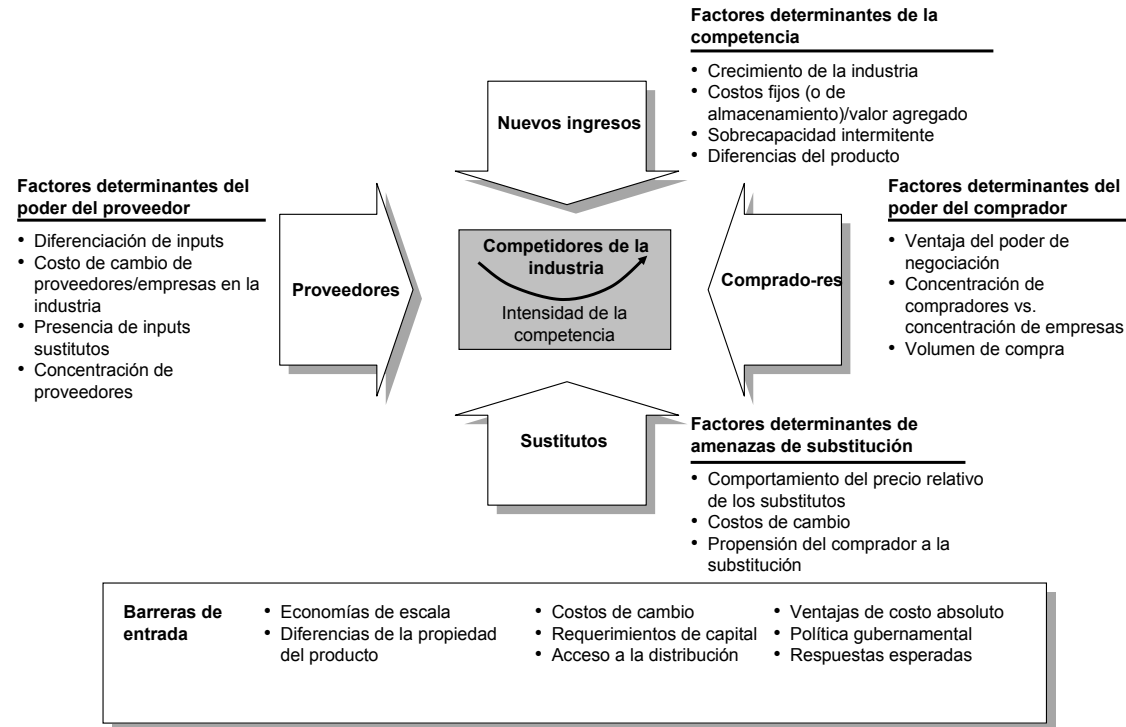 Factores determinantes de la
competencia
• Crecimiento de la industria
• Costos fijos (o de
almacenamiento)/valor agregado
• Sobrecapacidad intermitente
• Diferencias del producto
Nuevos ingresos
Factores determinantes del
poder del proveedor
• Diferenciación de inputs
• Costo de cambio de
proveedores/empresas en la
industria
• Presencia de inputs
sustitutos
• Concentración de
proveedores
Proveedores
Competidores de la
industria
Intensidad de la
competencia
Comprado-res
Factores determinantes del
poder del comprador
• Ventaja del poder de
negociación
• Concentración de
compradores vs.
concentración de empresas
• Volumen de compra
Sustitutos
Factores determinantes de
amenazas de substitución
• Comportamiento del precio relativo
de los substitutos
• Costos de cambio
• Propensión del comprador a la
substitución
Barreras de
entrada
• Economías de escala
• Diferencias de la propiedad
del producto
• Costos de cambio
• Requerimientos de capital
• Acceso a la distribución
• Ventajas de costo absoluto
• Política gubernamental
• Respuestas esperadas